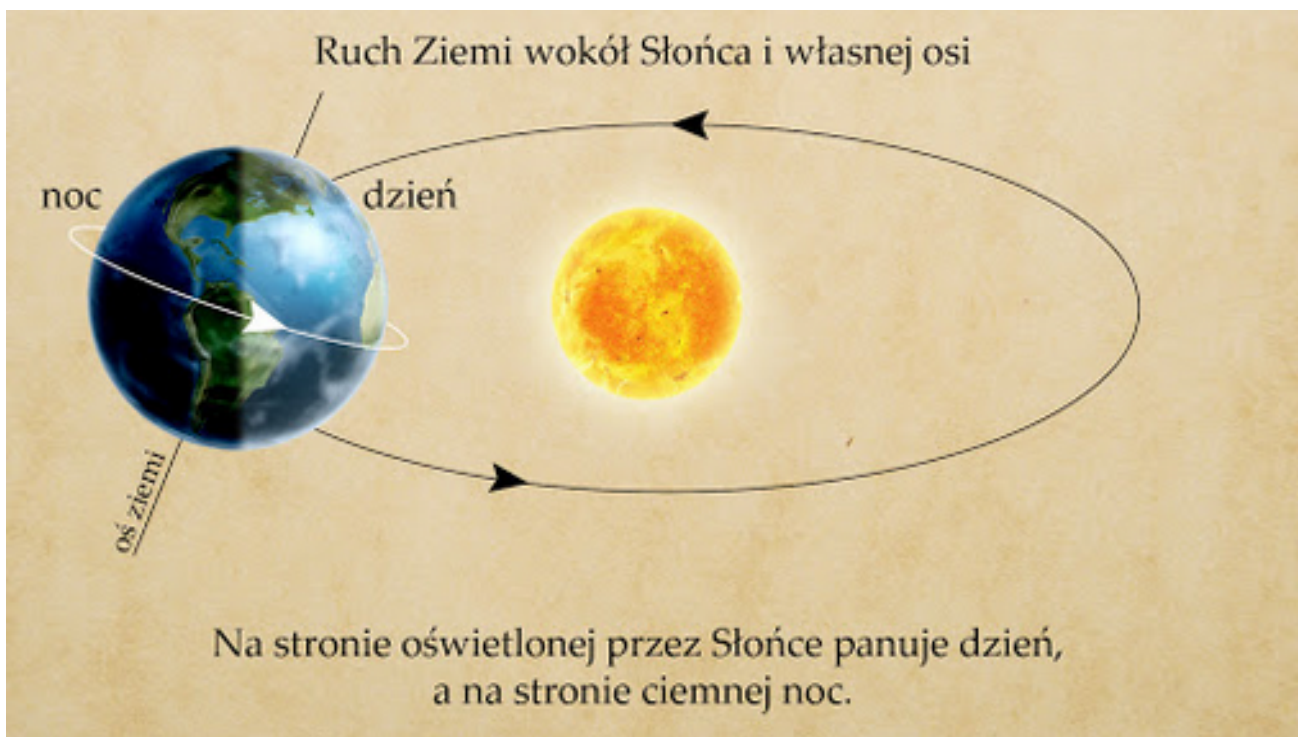 Ruch Ziemi wokół Słońca i własnej osi
noc
dzień
oś ziemi
Na stronie oświetlonej przez Słońce panuje dzień,
a na stronie ciemnej noc.